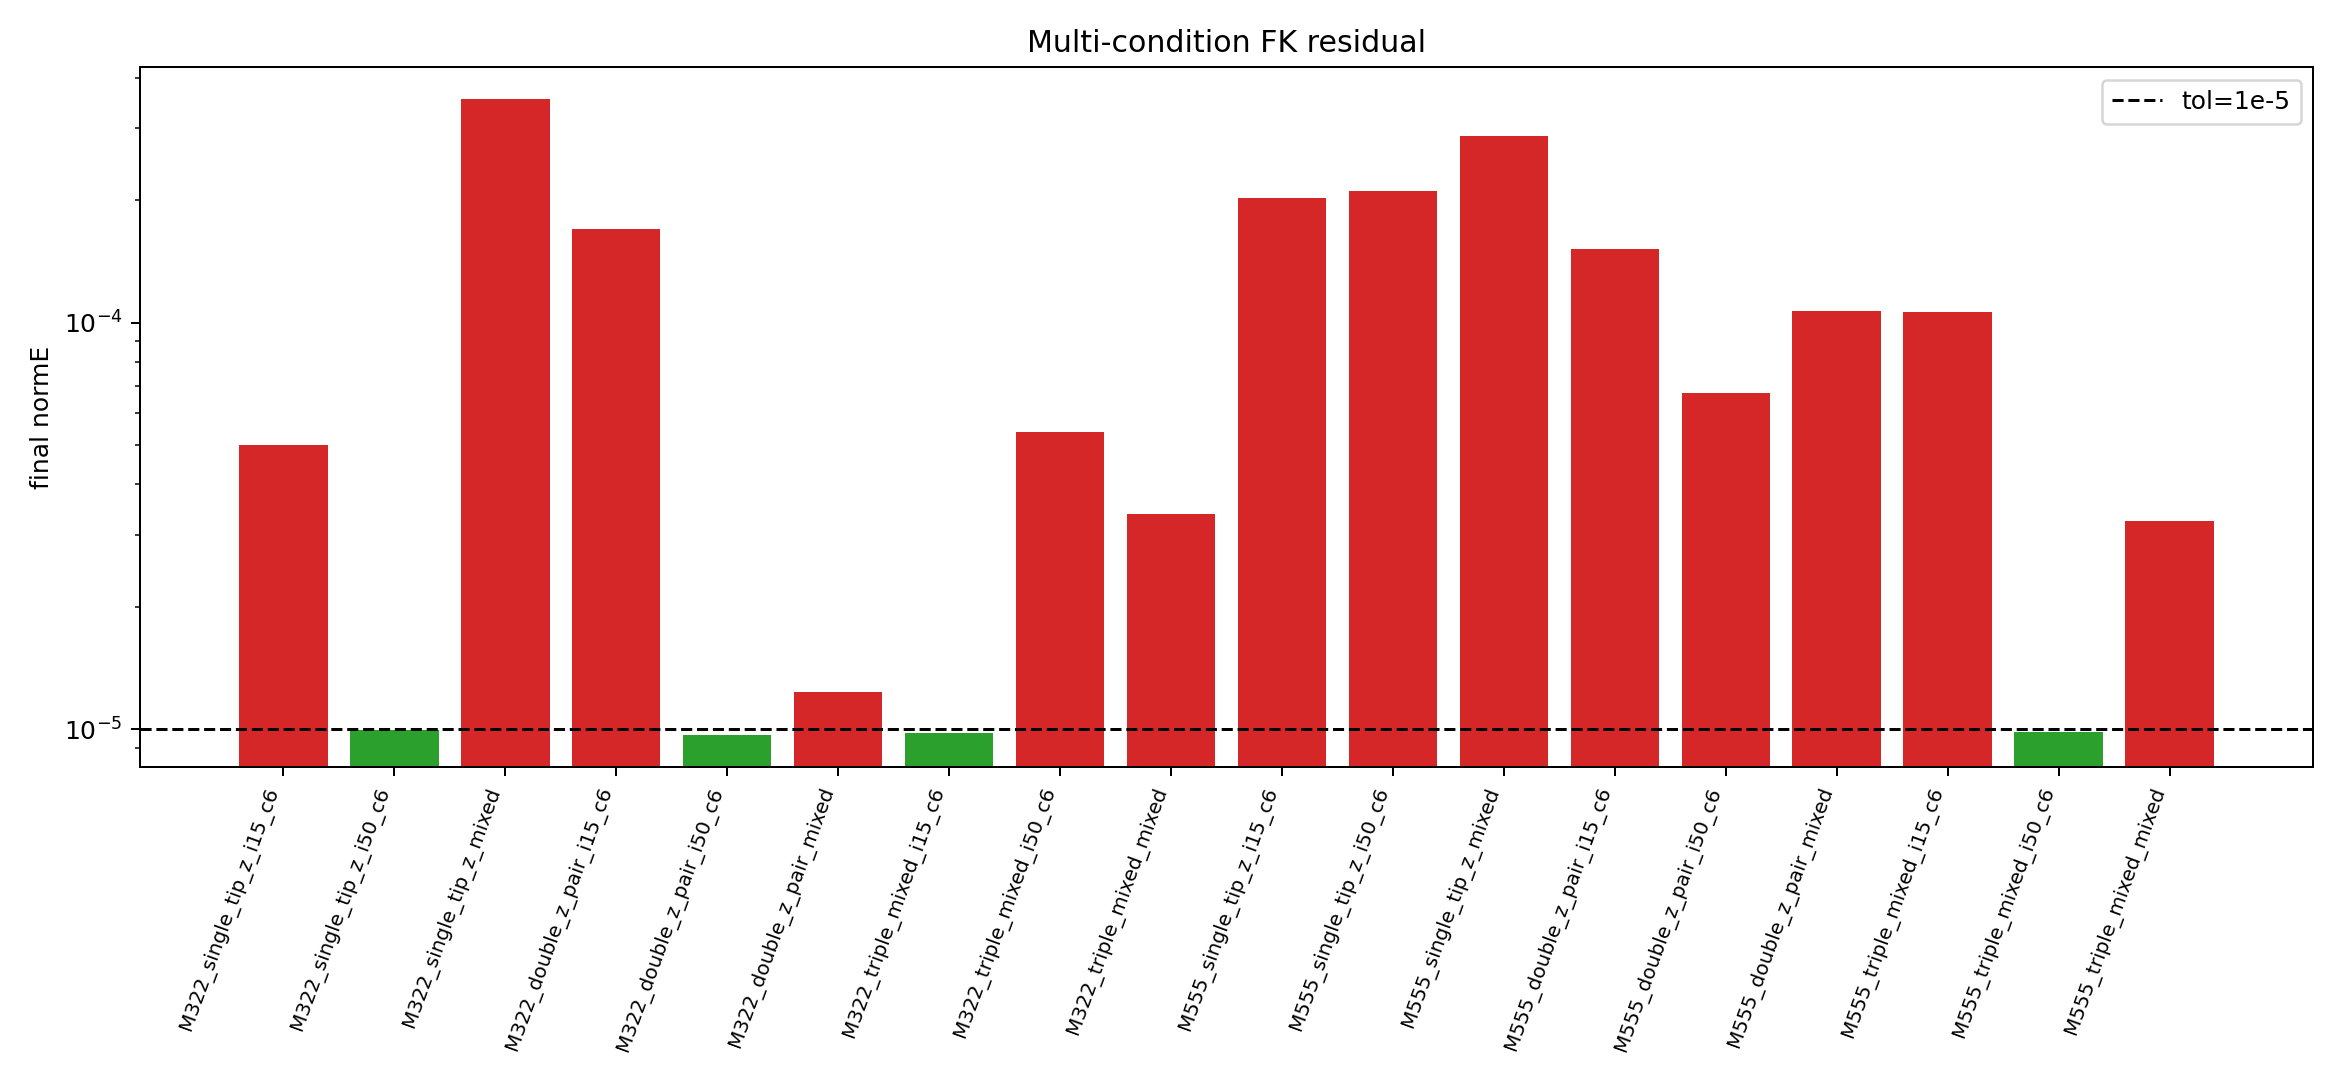 Multi-condition FK residual
tol=1e-5
final normE
10⁻⁴
10⁻⁵
M322_single_tip_z_i15_c6
M322_single_tip_z_i50_c6
M322_single_tip_z_mixed
M322_double_z_pair_i15_c6
M322_double_z_pair_i50_c6
M322_double_z_pair_mixed
M322_triple_mixed_i15_c6
M322_triple_mixed_i50_c6
M322_triple_mixed_mixed
M555_single_tip_z_i15_c6
M555_single_tip_z_i50_c6
M555_single_tip_z_mixed
M555_double_z_pair_i15_c6
M555_double_z_pair_i50_c6
M555_double_z_pair_mixed
M555_triple_mixed_i15_c6
M555_triple_mixed_i50_c6
M555_triple_mixed_mixed